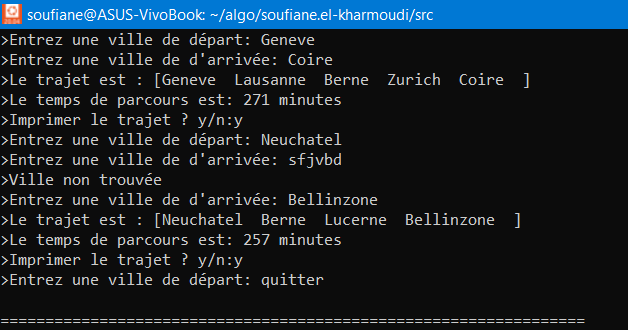 soufiane@ASUS-VivoBook: ~/algo/soufiane.el-kharmoudi/src
>Entrez une ville de départ: Geneve
>Entrez une ville de d'arrivée: Coire
>Le trajet est : [Geneve  Lausanne  Berne  Zurich  Coire  ]
>Le temps de parcours est: 271 minutes
>Imprimer le trajet ? y/n:y
>Entrez une ville de départ: Neuchatel
>Entrez une ville de d'arrivée: sfjvbd
>Ville non trouvée
>Entrez une ville de d'arrivée: Bellinzone
>Le trajet est : [Neuchatel  Berne  Lucerne  Bellinzone  ]
>Le temps de parcours est: 257 minutes
>Imprimer le trajet ? y/n:y
>Entrez une ville de départ: quitter
=================================================================